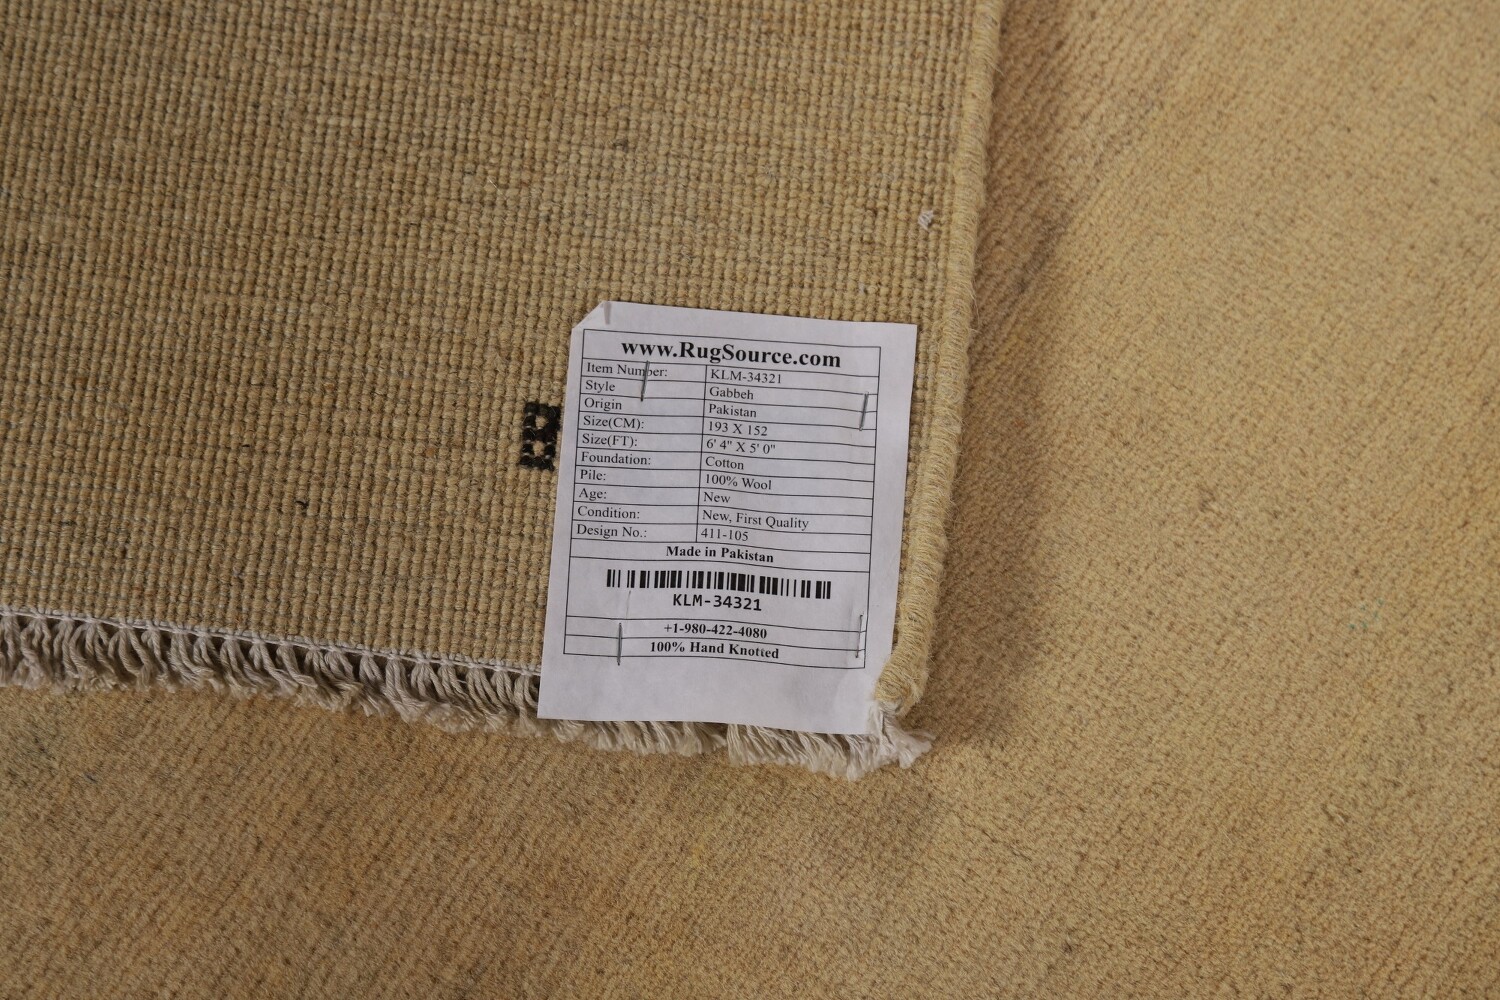 www.RugSource.com
Item Number: KLM-34321
Style Gabbeh
Origin Pakistan
Size(CM): 193 X 152
Size(FT): 6' 4" X 5' 0"
Foundation: Cotton
Pile: 100% Wool
Age: New
Condition: New, First Quality
Design No.: 411-105
Made in Pakistan
KLM-34321
+1-980-422-4080
100% Hand Knotted